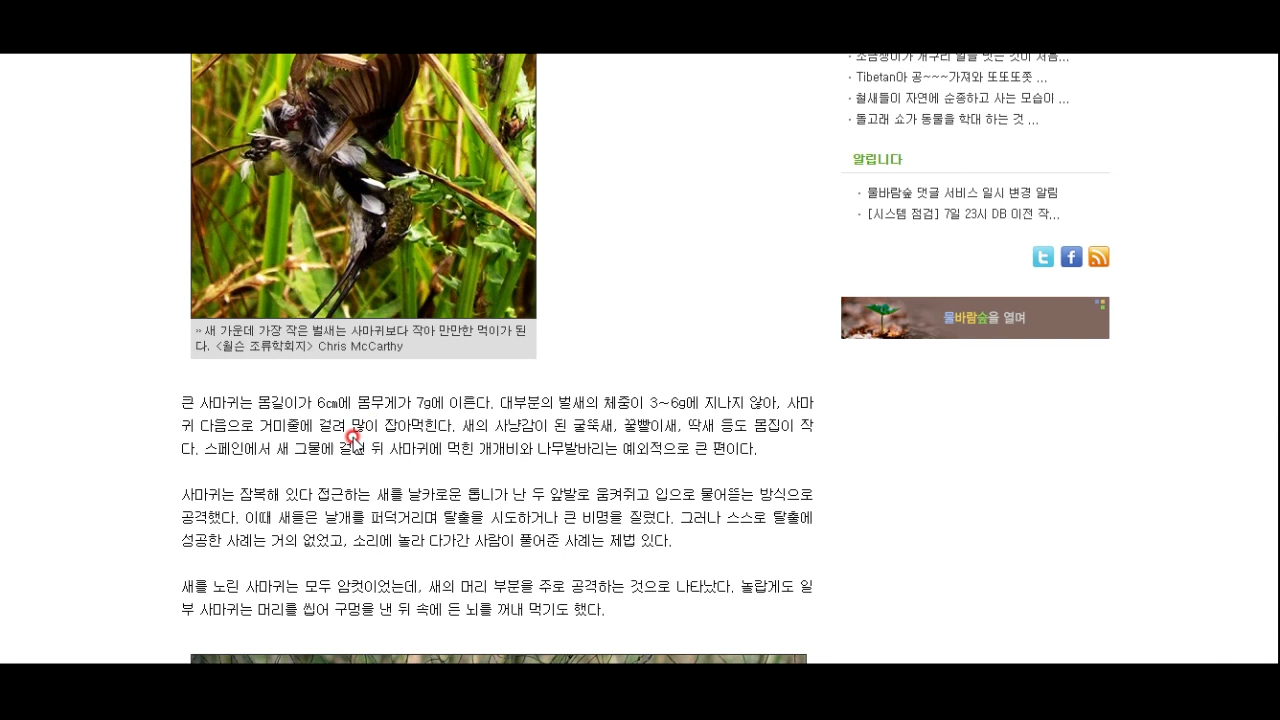 » 새 가운데 가장 작은 벌새는 사마귀보다 작아 만만한 먹이가 된
다. <윌슨 조류학회지> Chris McCarthy
큰 사마귀는 몸길이가 6㎝에 몸무게가 7g에 이른다. 대부분의 벌새의 체중이 3~6g에 지나지 않아, 사마
귀 다음으로 거미줄에 걸려 많이 잡아먹힌다. 새의 사냥감이 된 굴뚝새, 꿀빨이새, 딱새 등도 몸집이 작
다. 스페인에서 새 그물에 걸린 뒤 사마귀에 먹힌 개개비와 나무발바리는 예외적으로 큰 편이다.
사마귀는 잠복해 있다 접근하는 새를 날카로운 톱니가 난 두 앞발로 움켜쥐고 입으로 물어뜯는 방식으로
공격했다. 이때 새들은 날개를 퍼덕거리며 탈출을 시도하거나 큰 비명을 질렀다. 그러나 스스로 탈출에
성공한 사례는 거의 없었고, 소리에 놀라 다가간 사람이 풀어준 사례는 제법 있다.
새를 노린 사마귀는 모두 암컷이었는데, 새의 머리 부분을 주로 공격하는 것으로 나타났다. 놀랍게도 일
부 사마귀는 머리를 씹어 구멍을 낸 뒤 속에 든 뇌를 꺼내 먹기도 했다.
· 소금쟁이가 개구리 알을 먹는 것이 처음...
· Tibetan아 공~~~가져와 또또또쫏 ...
· 철새들이 자연에 순종하고 사는 모습이 ...
· 돌고래 쇼가 동물을 학대 하는 것 ...
알립니다
· 물바람숲 댓글 서비스 일시 변경 알림
· [시스템 점검] 7일 23시 DB 이전 작...
물바람숲을 열며